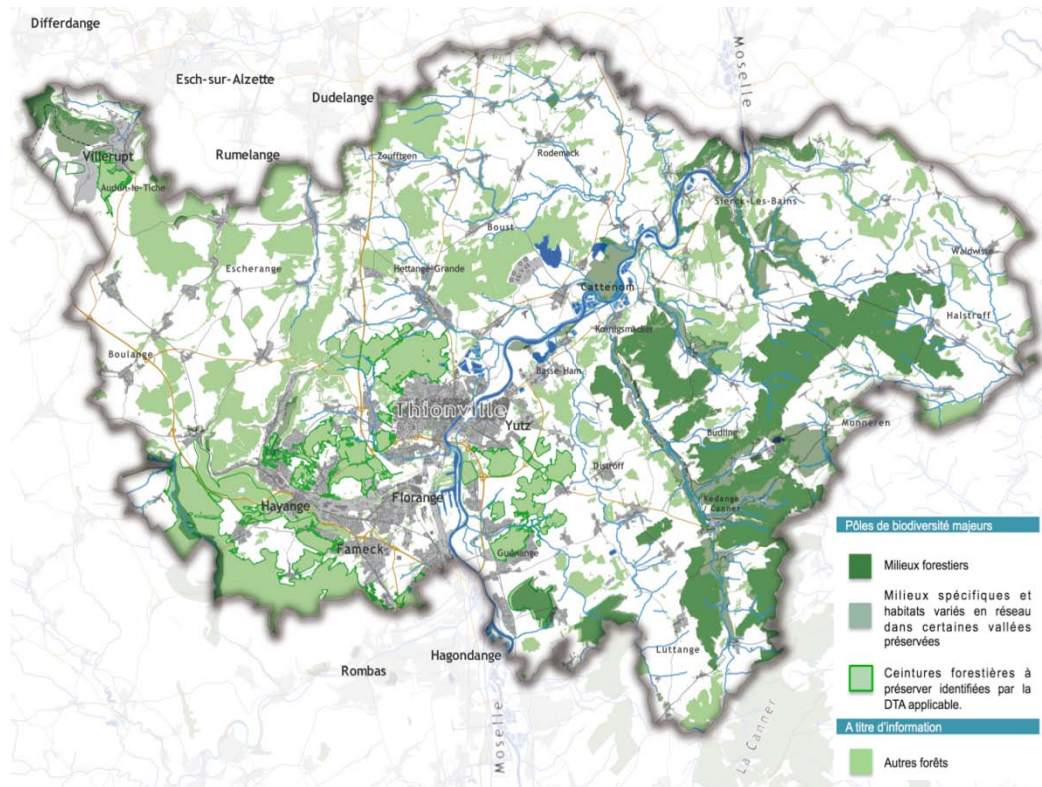 Differdange
Moselle
Esch-sur-Alzette
Dudelange
Villerupt
Rumelange
Zoufftgen
Rodemack
Audun-le-Tiche
Sierck-Les-Bains
Boust
Waldwisse
Escherange
Hettange-Grande
Cattenom
Halstroff
Kœnigsmacker
Boulange
Basse-Ham
Thionville
Yutz
Monneren
Budling
Distroff
Hayange
Florange
Kedange
/ Canner
Fameck
Guénange
Luttange
Hagondange
Rombas
Moselle
La Canner
Pôles de biodiversité majeurs
Milieux forestiers
Milieux spécifiques et
habitats variés en réseau
dans certaines vallées
préservées
Ceintures forestières à
préserver identifiées par la
DTA applicable.
A titre d'information
Autres forêts